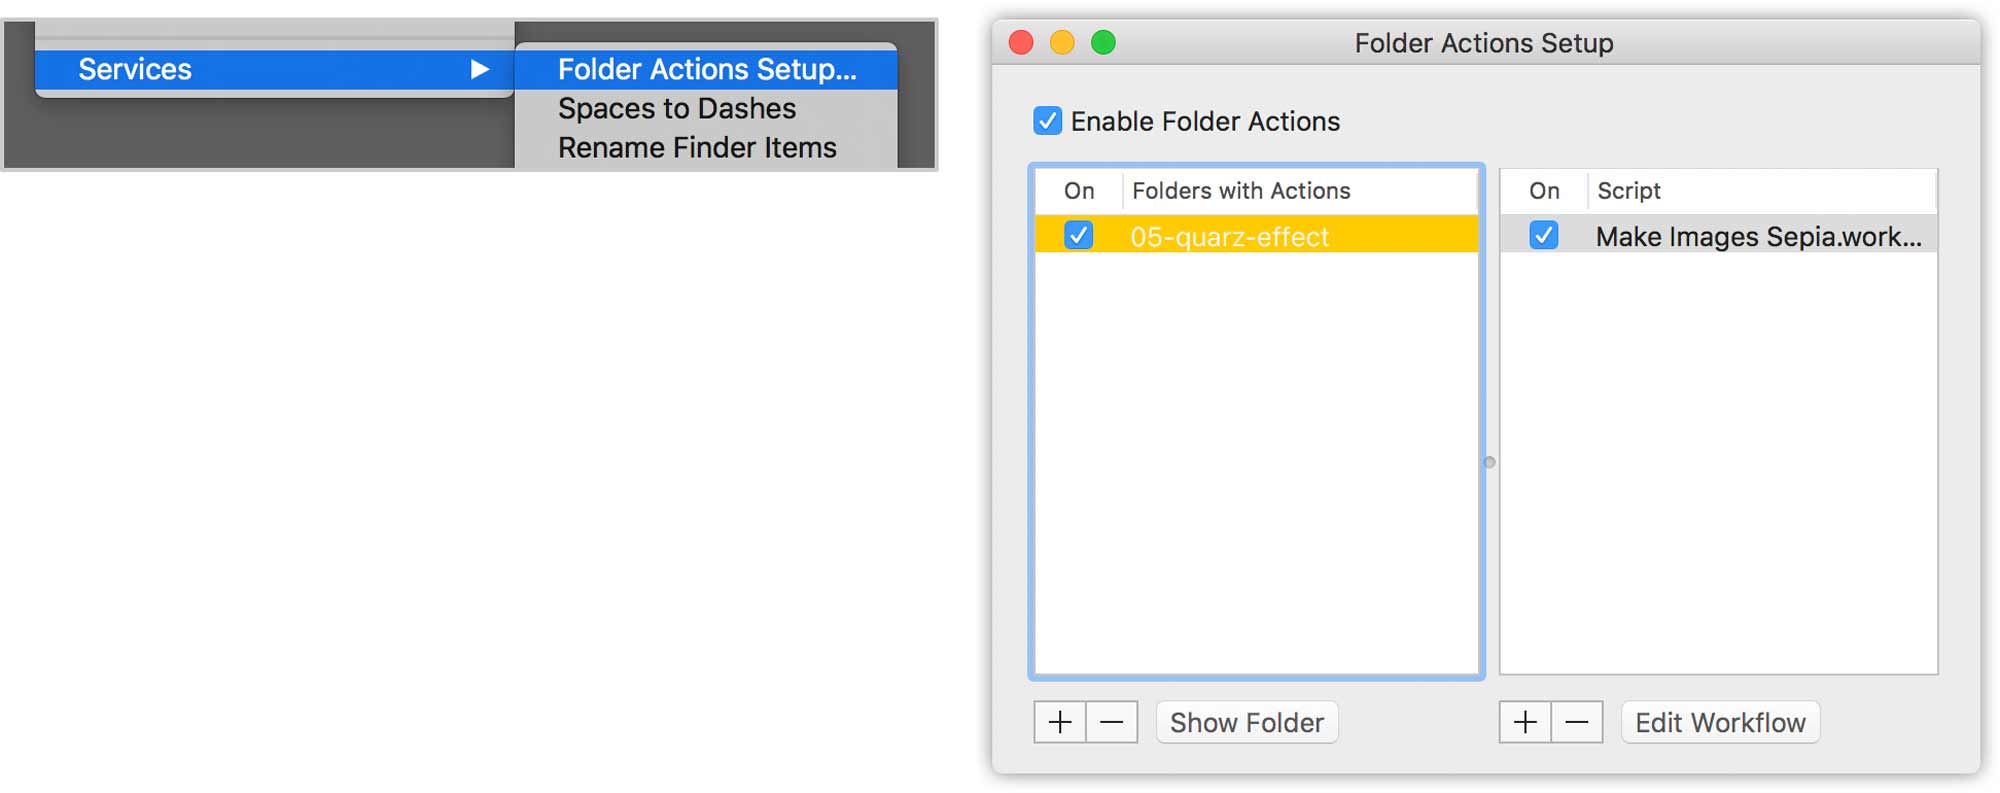 Services
Folder Actions Setup...
Spaces to Dashes
Rename Finder Items
Folder Actions Setup
Enable Folder Actions
On Folders with Actions
05-quarz-effect
On Script
Make Images Sepia.work...
Show Folder
Edit Workflow